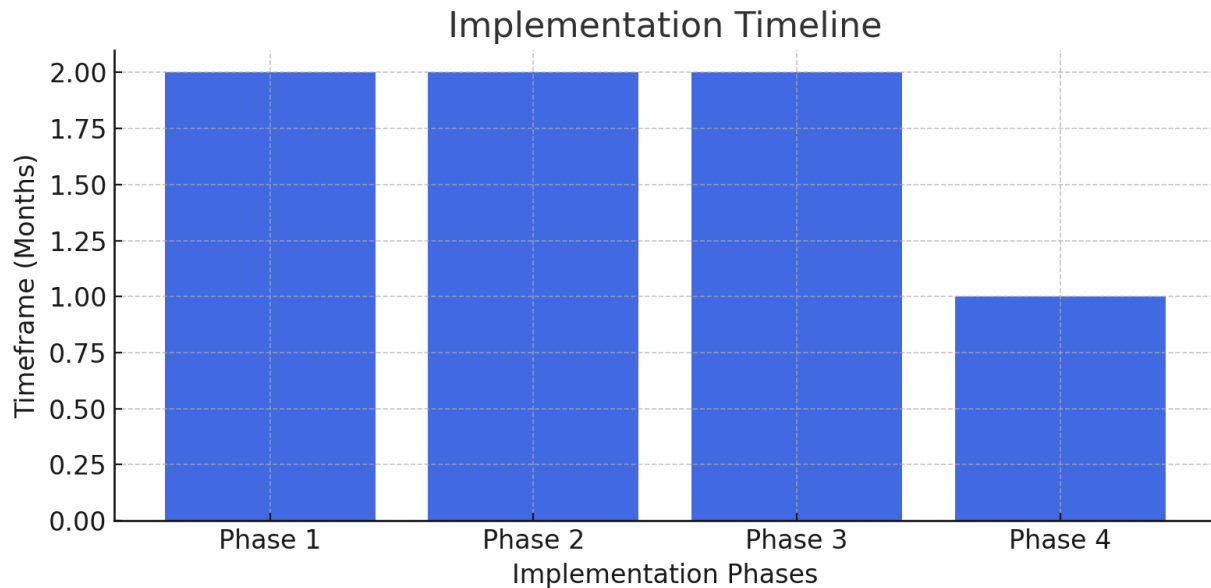 Implementation Timeline
Timeframe (Months)
2.00
1.75
1.50
1.25
1.00
0.75
0.50
0.25
0.00
Phase 1 Phase 2 Phase 3 Phase 4
Implementation Phases